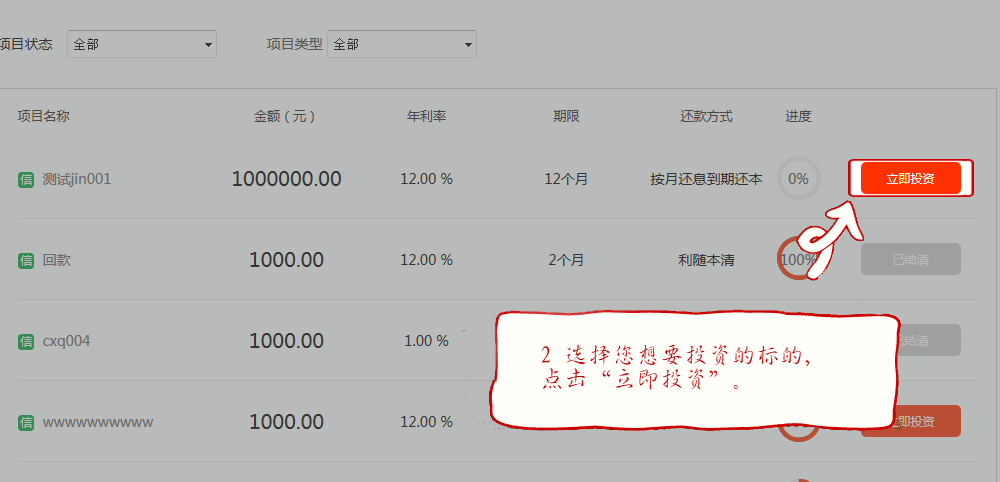 项目状态 全部 项目类型 全部
项目名称 金额（元） 年利率 期限 还款方式 进度
信 测试jin001 1000000.00 12.00 % 12个月 按月还息到期还本 0% 立即投资
信 回款 1000.00 12.00 % 2个月 利随本清 100% 已结清
信 cxq004 1000.00 1.00 % 已结清
2 选择您想要投资的标的，
点击“立即投资”。
信 wwwwwwwwww 1000.00 12.00 % 立即投资